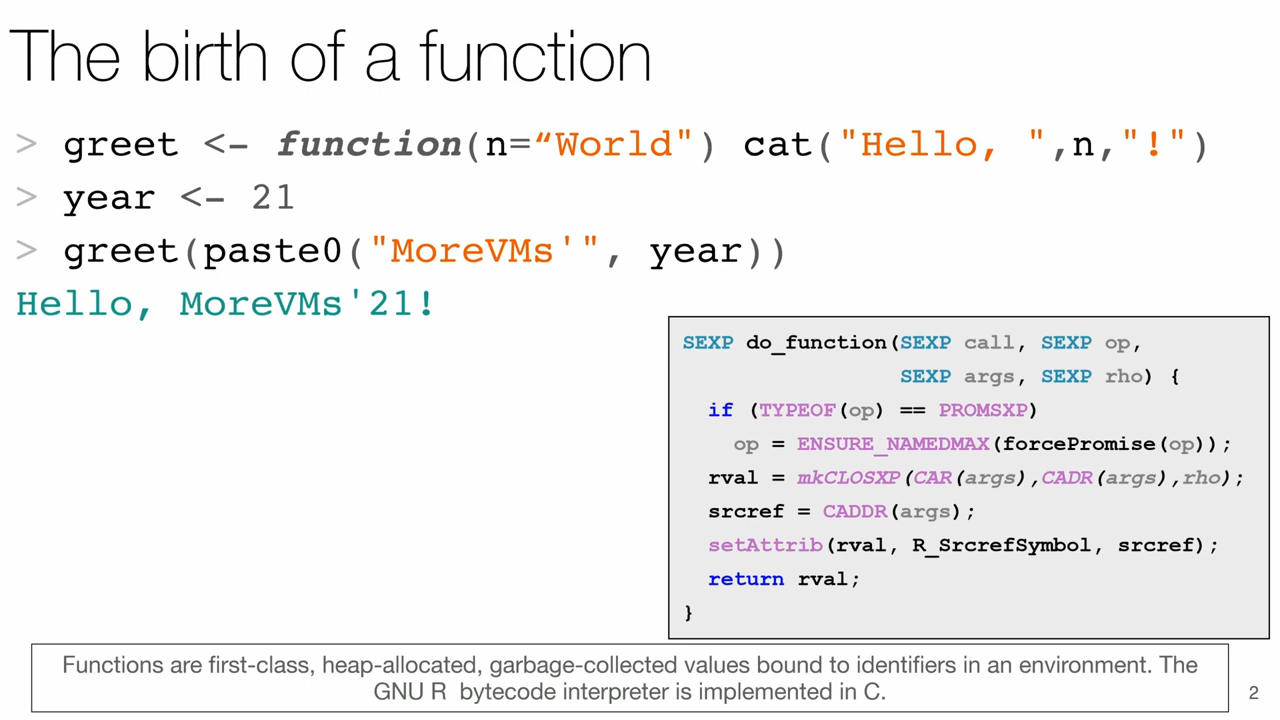 The birth of a function
> greet <- function(n=“World") cat("Hello, ",n,"!")
> year <- 21
> greet(paste0("MoreVMs'", year))
Hello, MoreVMs'21!
SEXP do_function(SEXP call, SEXP op,
SEXP args, SEXP rho) {
if (TYPEOF(op) == PROMSXP)
op = ENSURE_NAMEDMAX(forcePromise(op));
rval = mkCLOSXP(CAR(args),CADR(args),rho);
srcref = CADDR(args);
setAttrib(rval, R_SrcrefSymbol, srcref);
return rval;
}
Functions are first-class, heap-allocated, garbage-collected values bound to identifiers in an environment. The
GNU R bytecode interpreter is implemented in C.
2